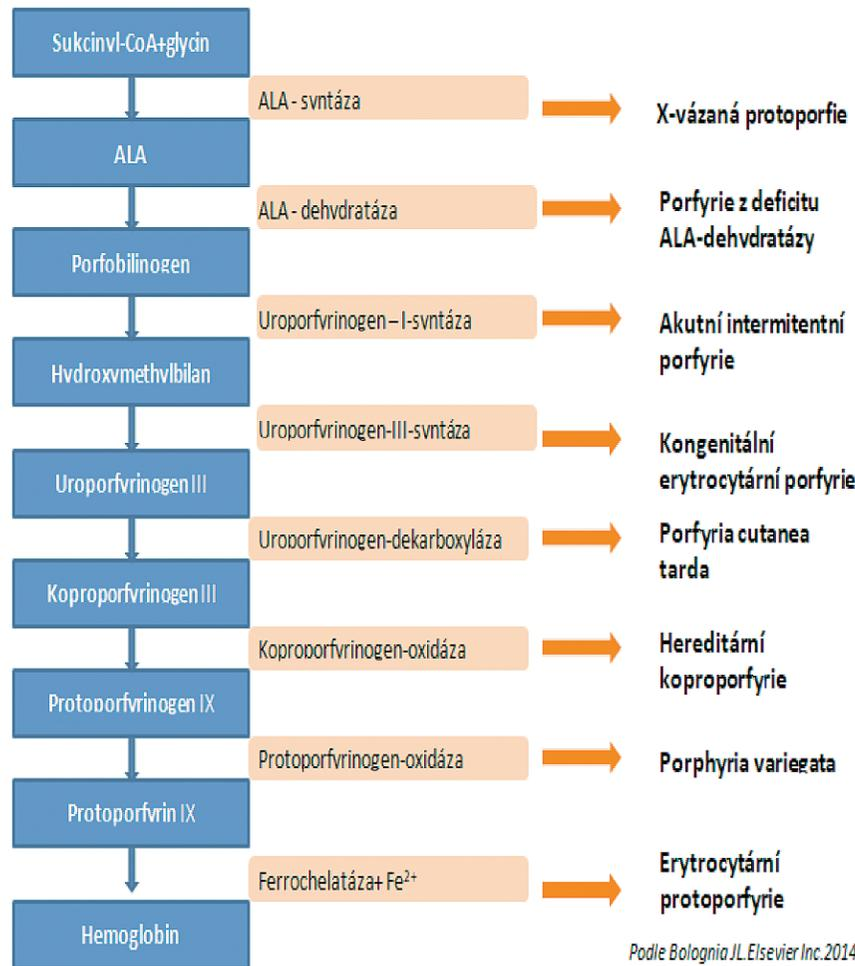 Sukcinyl-CoA+glycin
ALA - syntáza
X-vázaná protoporfie
ALA
ALA - dehydratáza
Porfyrie z deficitu
ALA-dehydratázy
Porfobilinogen
Uroporfyrinogen – I-syntáza
Akutní intermitentní
porfyrie
Hydroxymethylbilan
Uroporfyrinogen-III-syntáza
Kongenitální
erytrocytární porfyrie
Uroporfyrinogen III
Uroporfyrinogen-dekarboxyláza
Porfyria cutanea
tarda
Koproporfyrinogen III
Koproporfyrinogen-oxidáza
Hereditární
koproporfyrie
Protoporfyrinogen IX
Protoporfyrinogen-oxidáza
Porphyria variegata
Protoporfyrin IX
Ferrochelatáza+ Fe²⁺
Erytrocytární
protoporfyrie
Hemoglobin
Podle Bolognia JL.Elsevier Inc.2014